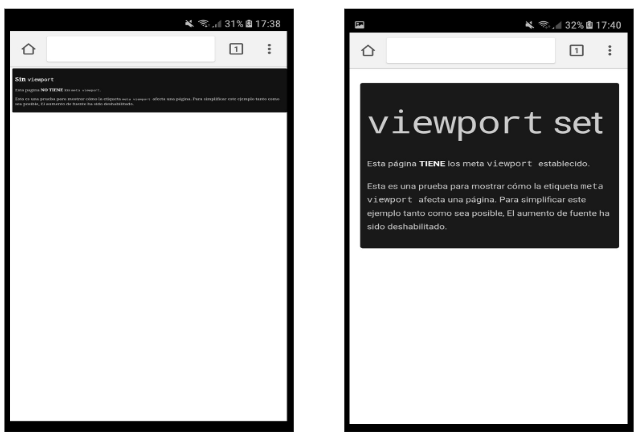 31% 17:38
1
Sin viewport
Esta página NO TIENE los meta viewport.
Esta es una prueba para mostrar cómo la etiqueta meta viewport afecta una página. Para simplificar este ejemplo tanto como
sea posible, El aumento de fuente ha sido deshabilitado.
32% 17:40
1
viewport set
Esta página TIENE los meta viewport establecido.
Esta es una prueba para mostrar cómo la etiqueta meta
viewport afecta una página. Para simplificar este
ejemplo tanto como sea posible, El aumento de fuente ha
sido deshabilitado.